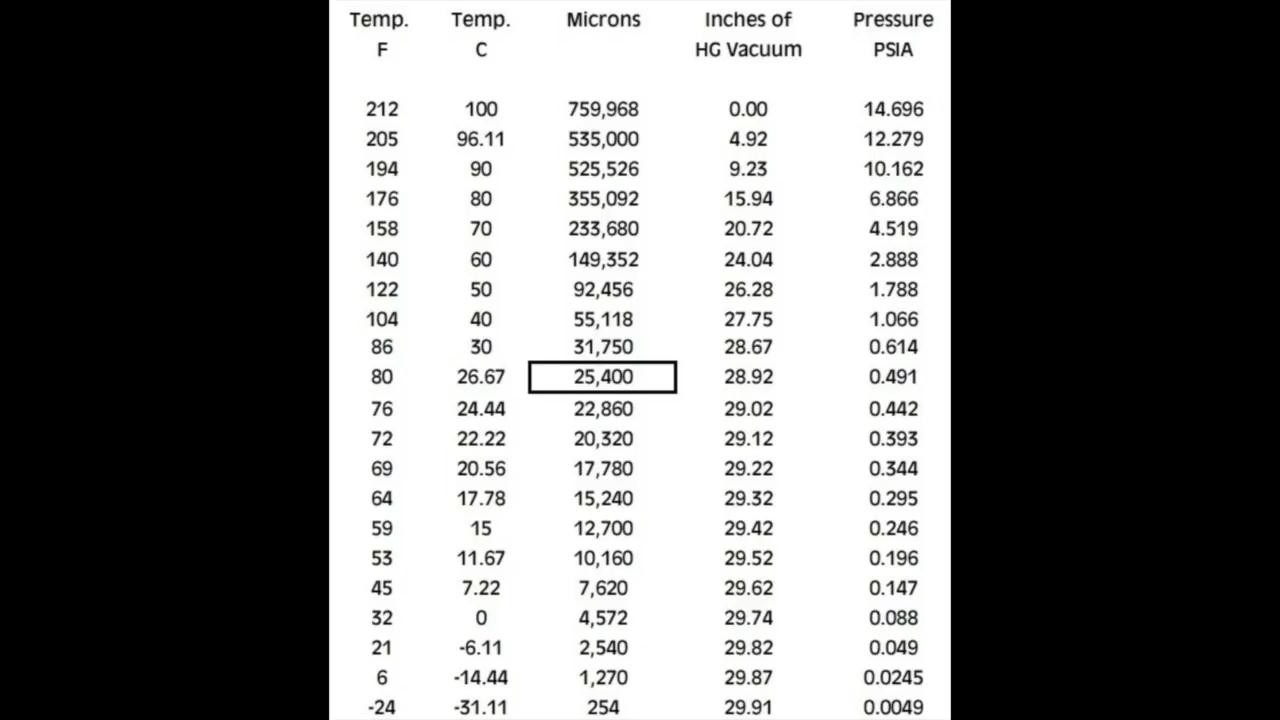 Temp. Temp. Microns Inches of Pressure
F C HG Vacuum PSIA
212 100 759,968 0.00 14.696
205 96.11 535,000 4.92 12.279
194 90 525,526 9.23 10.162
176 80 355,092 15.94 6.866
158 70 233,680 20.72 4.519
140 60 149,352 24.04 2.888
122 50 92,456 26.28 1.788
104 40 55,118 27.75 1.066
86 30 31,750 28.67 0.614
80 26.67 25,400 28.92 0.491
76 24.44 22,860 29.02 0.442
72 22.22 20,320 29.12 0.393
69 20.56 17,780 29.22 0.344
64 17.78 15,240 29.32 0.295
59 15 12,700 29.42 0.246
53 11.67 10,160 29.52 0.196
45 7.22 7,620 29.62 0.147
32 0 4,572 29.74 0.088
21 -6.11 2,540 29.82 0.049
6 -14.44 1,270 29.87 0.0245
-24 -31.11 254 29.91 0.0049